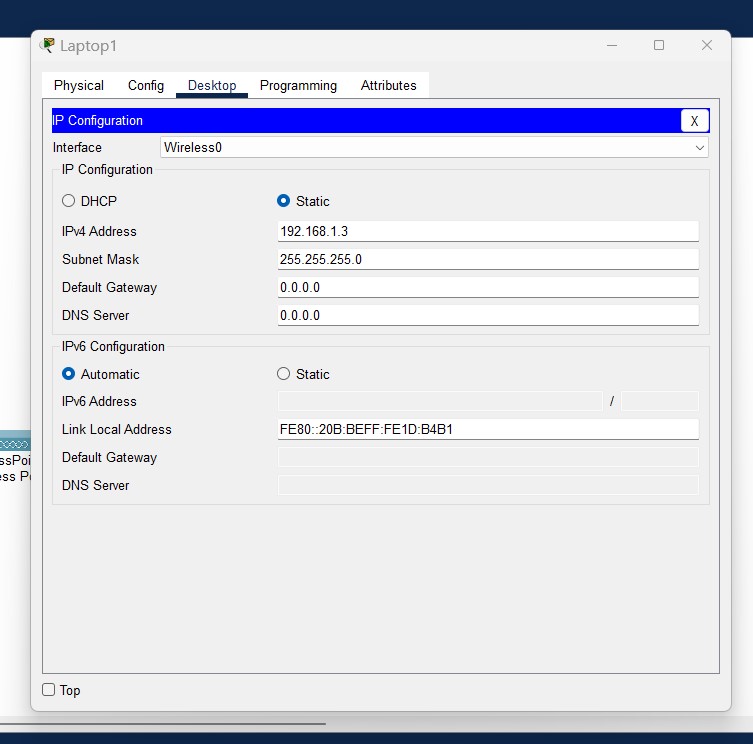 Laptop1
Physical Config Desktop Programming Attributes
IP Configuration X
Interface Wireless0
IP Configuration
DHCP Static
IPv4 Address 192.168.1.3
Subnet Mask 255.255.255.0
Default Gateway 0.0.0.0
DNS Server 0.0.0.0
IPv6 Configuration
Automatic Static
IPv6 Address /
Link Local Address FE80::20B:BEFF:FE1D:B4B1
Default Gateway
DNS Server
ssPoi
ess P
Top